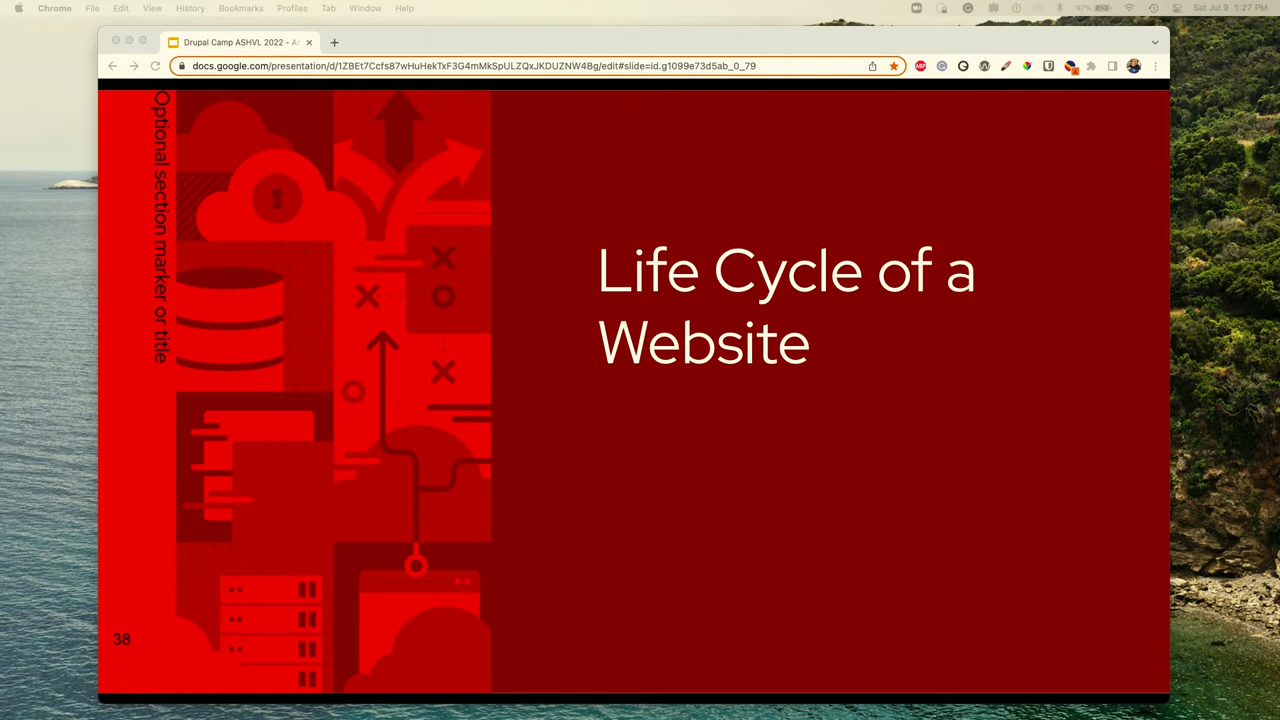 Chrome File Edit View History Bookmarks Profiles Tab Window Help
97% Sat Jul 9 1:27 PM
Drupal Camp ASHVL 2022 - A
docs.google.com/presentation/d/1ZBEt7Ccfs87wHuHekTxF3G4mMkSpULZQxJKDUZNW4Bg/edit#slide=id.g1099e73d5ab_0_79
ABP
Optional section marker or title
Life Cycle of a
Website
38